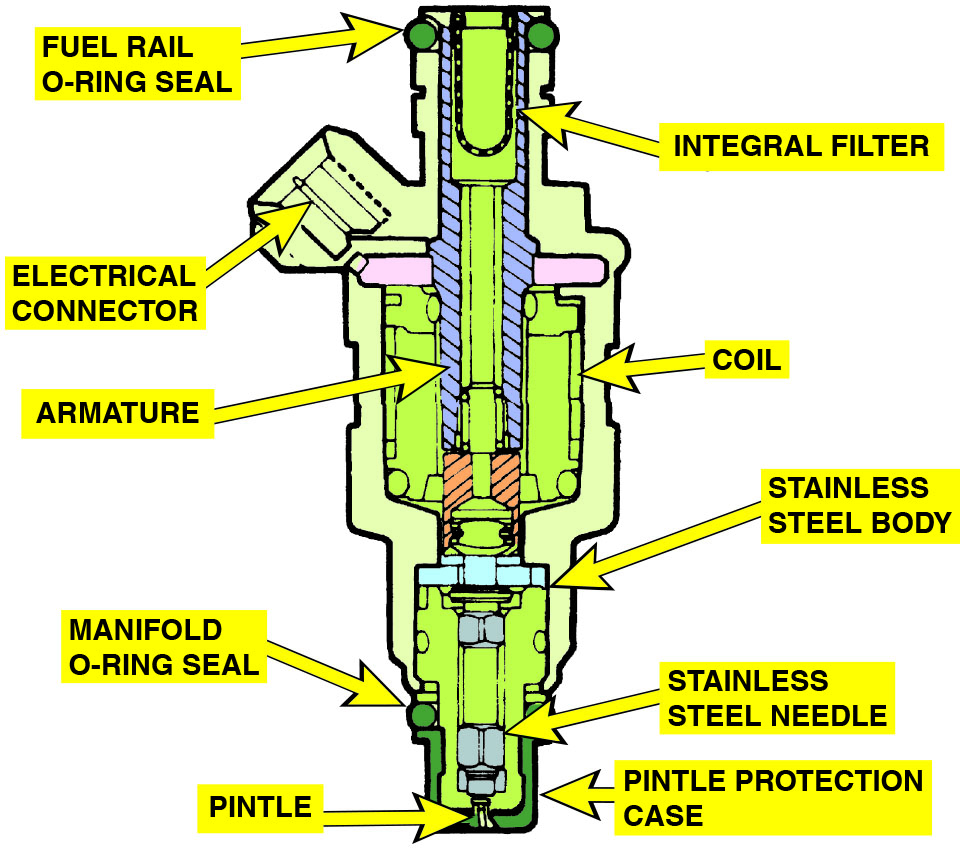 FUEL RAIL
O-RING SEAL
INTEGRAL FILTER
ELECTRICAL
CONNECTOR
COIL
ARMATURE
STAINLESS
STEEL BODY
MANIFOLD
O-RING SEAL
STAINLESS
STEEL NEEDLE
PINTLE
PINTLE PROTECTION
CASE